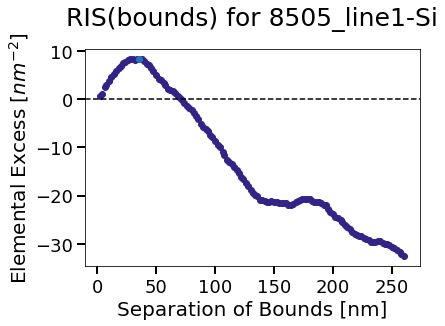 RIS(bounds) for 8505_line1-Si
Elemental Excess [$nm^{-2}$]
10
0
−10
−20
−30
0 50 100 150 200 250
Separation of Bounds [nm]